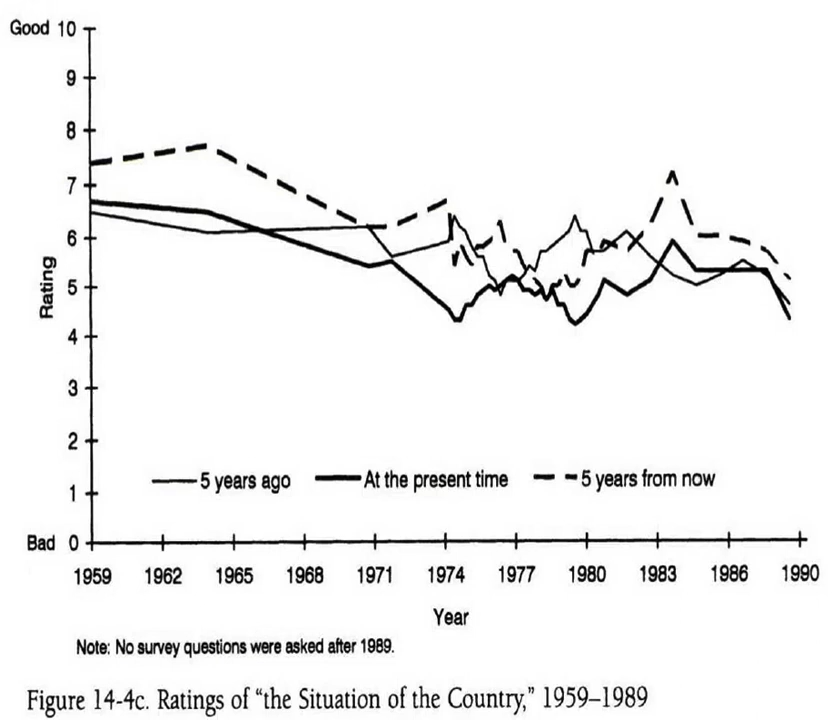 Good 10
9
8
7
6
5
4
3
2
1
Bad 0
Rating
5 years ago At the present time 5 years from now
1959 1962 1965 1968 1971 1974 1977 1980 1983 1986 1990
Year
Note: No survey questions were asked after 1989.
Figure 14-4c. Ratings of “the Situation of the Country,” 1959–1989